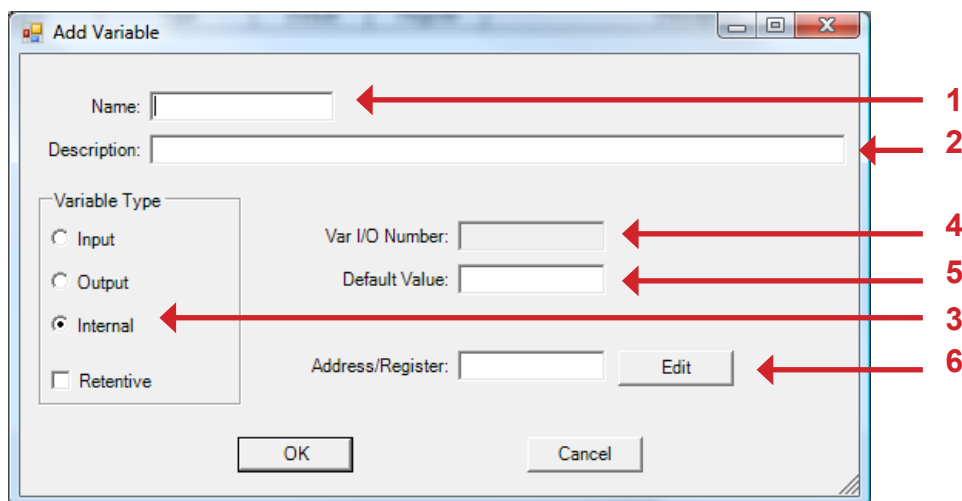 Add Variable
Name: 1
Description: 2
Variable Type
Input Var I/O Number: 4
Output Default Value: 5
Internal 3
Retentive Address/Register: Edit 6
OK Cancel